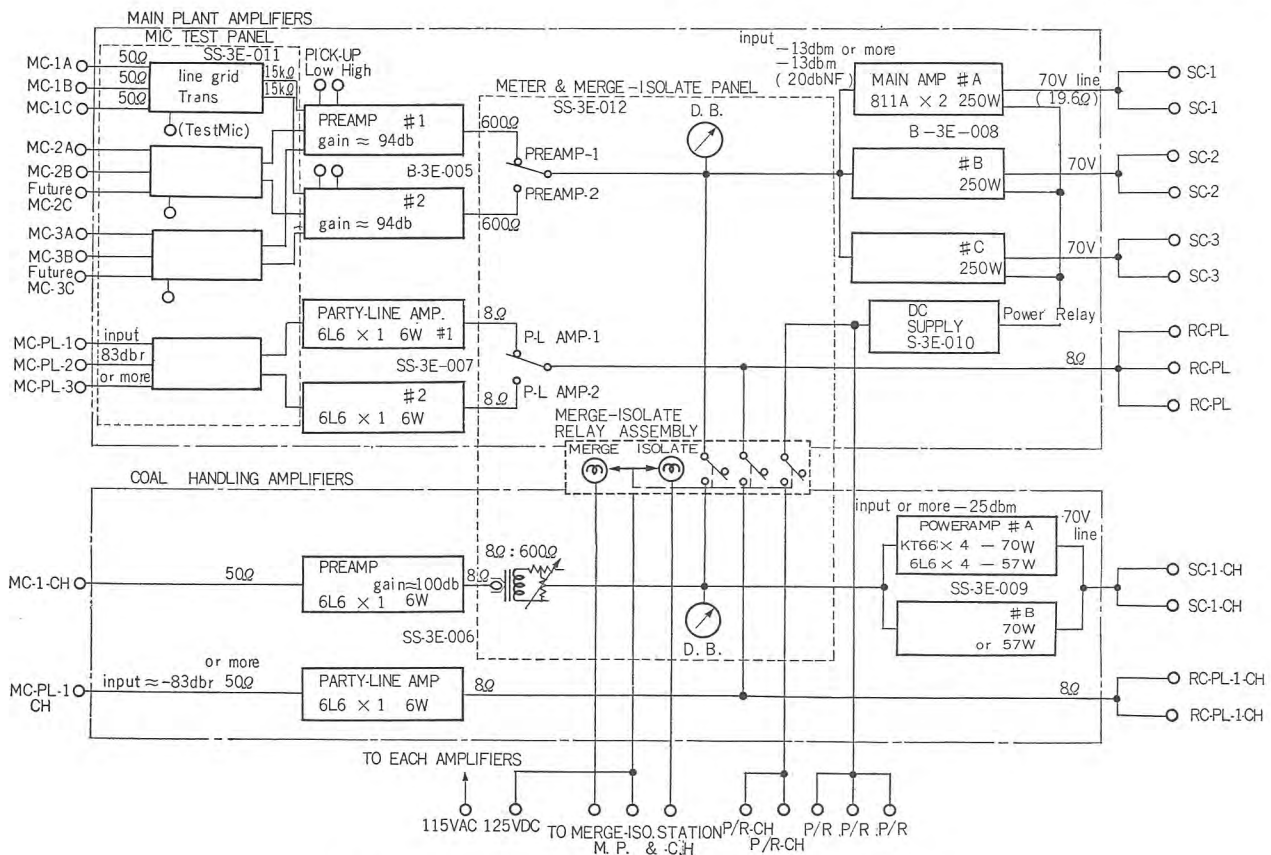 MAIN PLANT AMPLIFIERS
MIC TEST PANEL
SS-3E-011
MC-1A
MC-1B
MC-1C
50Ω
50Ω
50Ω
line grid
Trans
15kΩ
15kΩ
(TestMic)
PICK-UP
Low High
PREAMP #1
gain ≈ 94db
B-3E-005
#2
gain ≈ 94db
600Ω
600Ω
MC-2A
MC-2B
Future
MC-2C
MC-3A
MC-3B
Future
MC-3C
MC-PL-1
MC-PL-2
MC-PL-3
input
83dbr
or more
PARTY-LINE AMP.
6L6 × 1 6W #1
SS-3E-007
#2
6L6 × 1 6W
8Ω
8Ω
METER & MERGE-ISOLATE PANEL
SS-3E-012
D. B.
PREAMP-1
PREAMP-2
P-L AMP-1
P-L AMP-2
MERGE-ISOLATE
RELAY ASSEMBLY
MERGE ISOLATE
input
-13dbm or more
-13dbm
( 20dbNF)
MAIN AMP #A
811A × 2 250W
B-3E-008
#B
250W
#C
250W
DC
SUPPLY
S-3E-010
Power Relay
70V line
( 19.6Ω)
70V
70V
8Ω
SC-1
SC-1
SC-2
SC-2
SC-3
SC-3
RC-PL
RC-PL
RC-PL
COAL HANDLING AMPLIFIERS
MC-1-CH
50Ω
PREAMP
gain≈100db
6L6 × 1 6W
SS-3E-006
8Ω
8Ω : 600Ω
D. B.
input or more -25dbm
POWERAMP #A
KT66 × 4 - 70W
6L6 × 4 - 57W
SS-3E-009
#B
70W
or 57W
70V
line
SC-1-CH
SC-1-CH
MC-PL-1
CH
or more
input ≈ -83dbr 50Ω
PARTY-LINE AMP
6L6 × 1 6W
8Ω
8Ω
RC-PL-1-CH
RC-PL-1-CH
TO EACH AMPLIFIERS
115VAC 125VDC
TO MERGE-ISO. STATION
M. P. & C.H
P/R-CH
P/R-CH
P/R P/R P/R